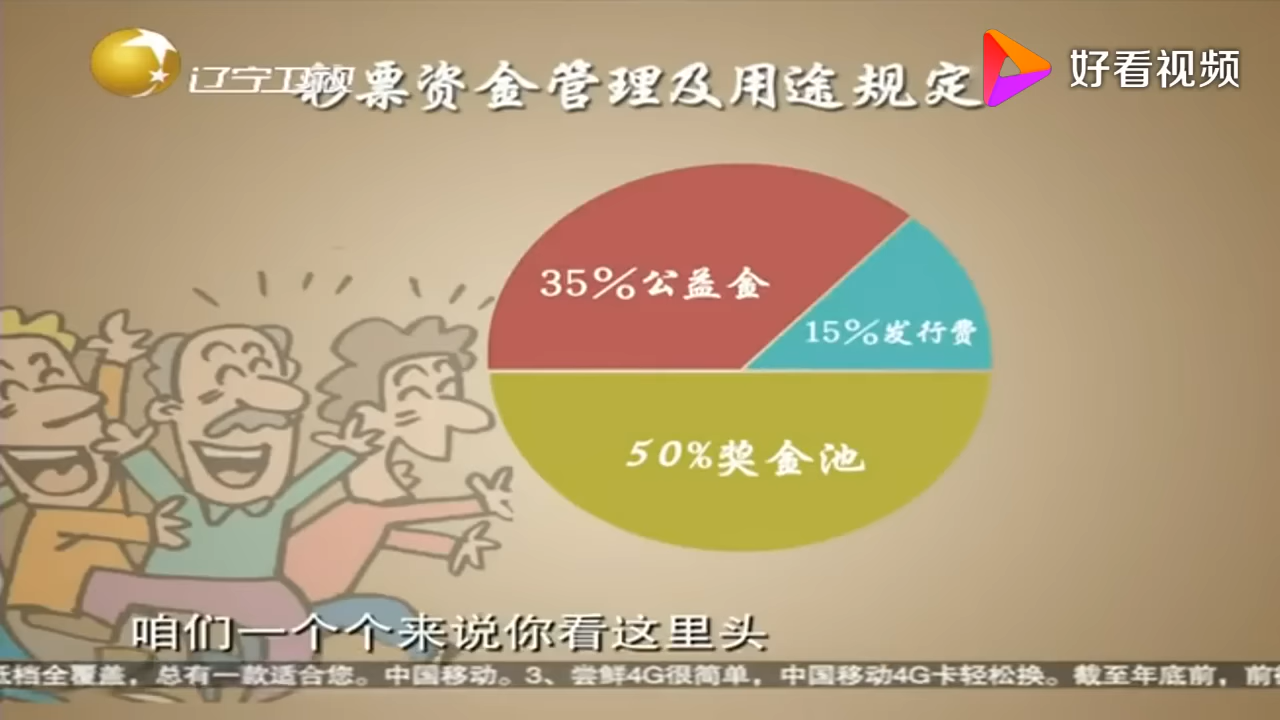 辽宁卫视
好看视频
彩票资金管理及用途规定
35%公益金
15%发行费
50%奖金池
咱们一个个来说你看这里头
低档全覆盖，总有一款适合您。中国移动。3、尝鲜4G很简单，中国移动4G卡轻松换。截至年底前，前